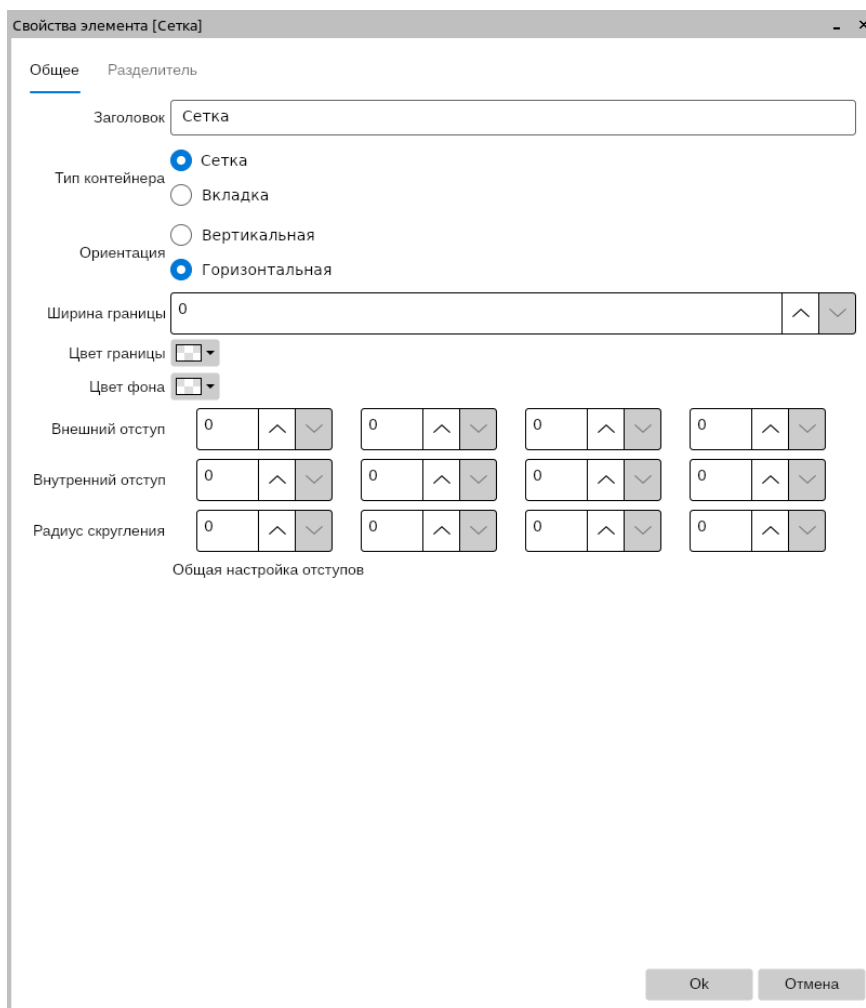 Свойства элемента [Сетка]
Общее Разделитель
Заголовок Сетка
Тип контейнера
Сетка
Вкладка
Ориентация
Вертикальная
Горизонтальная
Ширина границы 0
Цвет границы
Цвет фона
Внешний отступ 0 0 0 0
Внутренний отступ 0 0 0 0
Радиус скругления 0 0 0 0
Общая настройка отступов
Ok Отмена